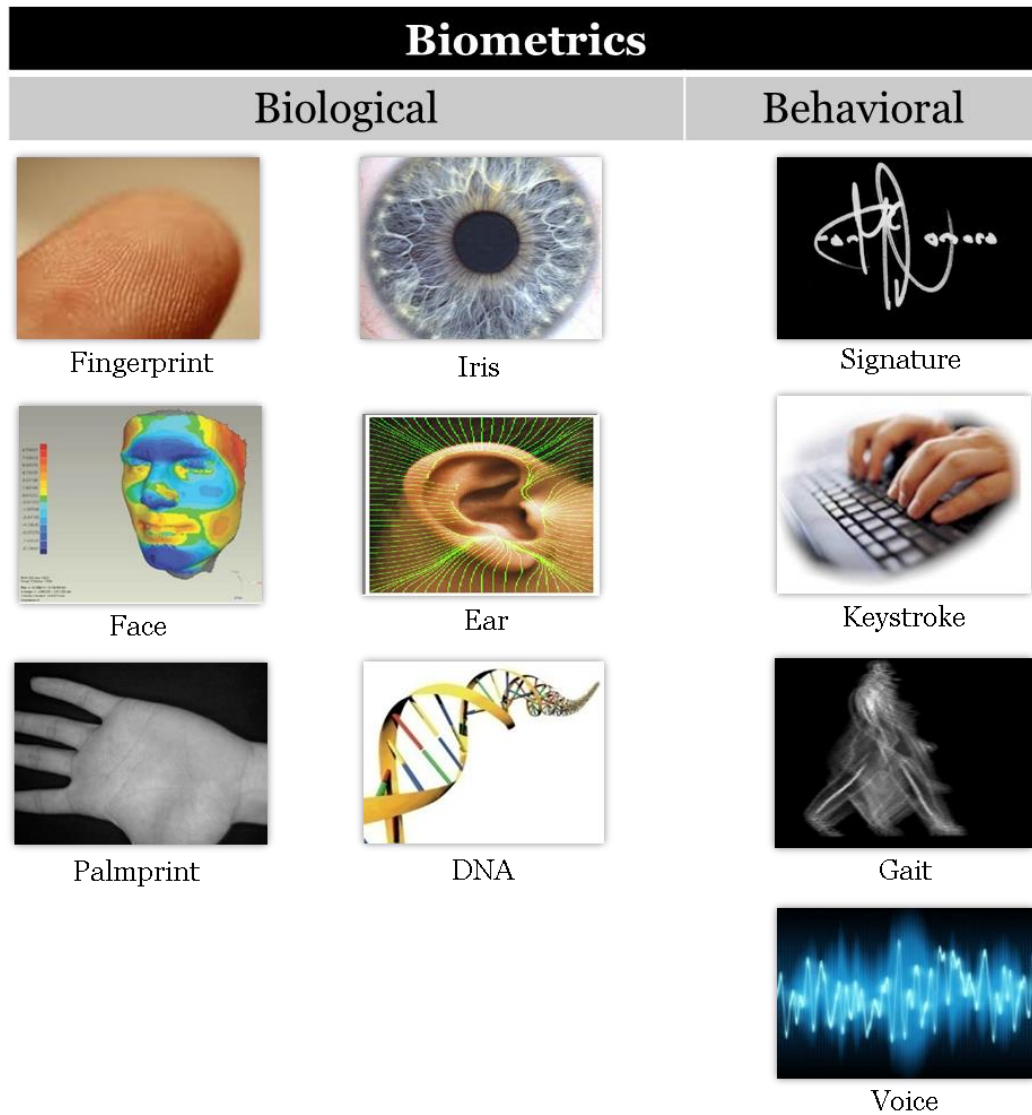 Biometrics
Biological
Behavioral
Fingerprint
Iris
Signature
Face
Ear
Keystroke
Palmprint
DNA
Gait
Voice